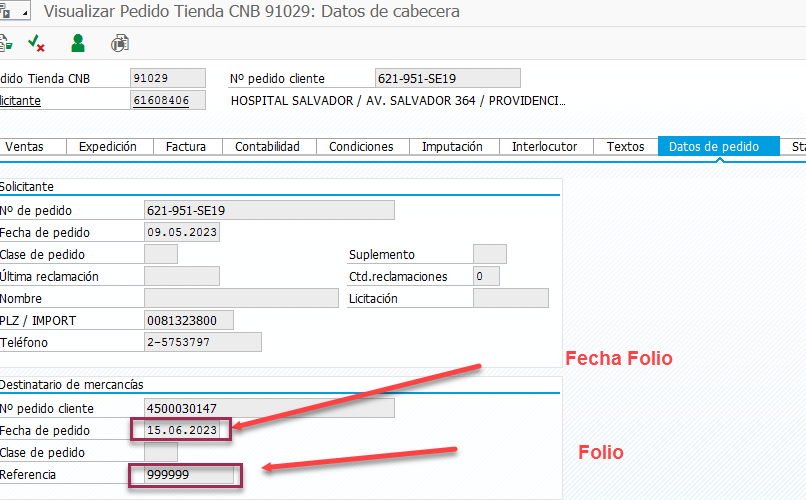 Visualizar Pedido Tienda CNB 91029: Datos de cabecera
dido Tienda CNB 91029 Nº pedido cliente 621-951-SE19
licitante 61608406 HOSPITAL SALVADOR / AV. SALVADOR 364 / PROVIDENCI...
Ventas Expedición Factura Contabilidad Condiciones Imputación Interlocutor Textos Datos de pedido Sta
Solicitante
Nº de pedido 621-951-SE19
Fecha de pedido 09.05.2023
Clase de pedido Suplemento
Última reclamación Ctd.reclamaciones 0
Nombre Licitación
PLZ / IMPORT 0081323800
Teléfono 2-5753797
Fecha Folio
Destinatario de mercancías
Nº pedido cliente 4500030147
Fecha de pedido 15.06.2023
Clase de pedido
Folio
Referencia 999999